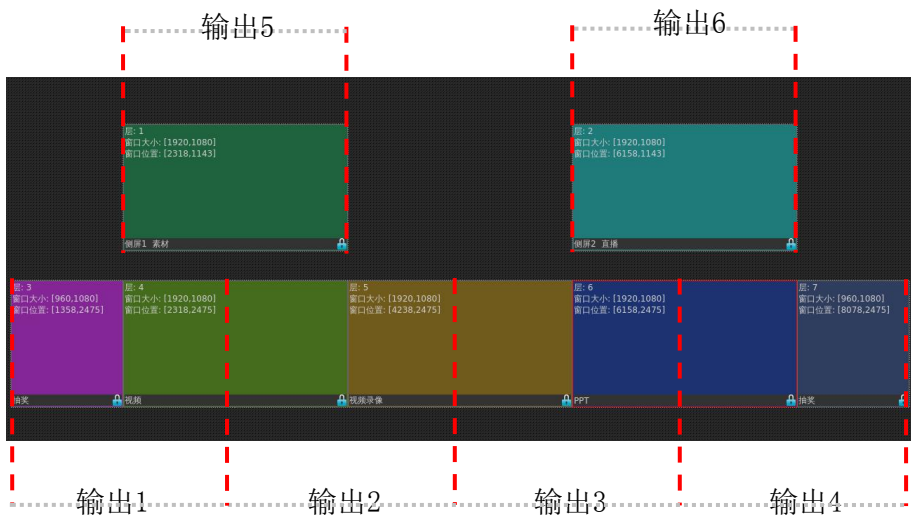 输出5
输出6
层: 1
窗口大小: [1920,1080]
窗口位置: [2318,1143]
侧屏1 素材
层: 2
窗口大小: [1920,1080]
窗口位置: [6158,1143]
侧屏2 直播
层: 3
窗口大小: [960,1080]
窗口位置: [1358,2475]
抽奖
层: 4
窗口大小: [1920,1080]
窗口位置: [2318,2475]
视频
层: 5
窗口大小: [1920,1080]
窗口位置: [4238,2475]
视频录像
层: 6
窗口大小: [1920,1080]
窗口位置: [6158,2475]
PPT
层: 7
窗口大小: [960,1080]
窗口位置: [8078,2475]
抽奖
输出1
输出2
输出3
输出4